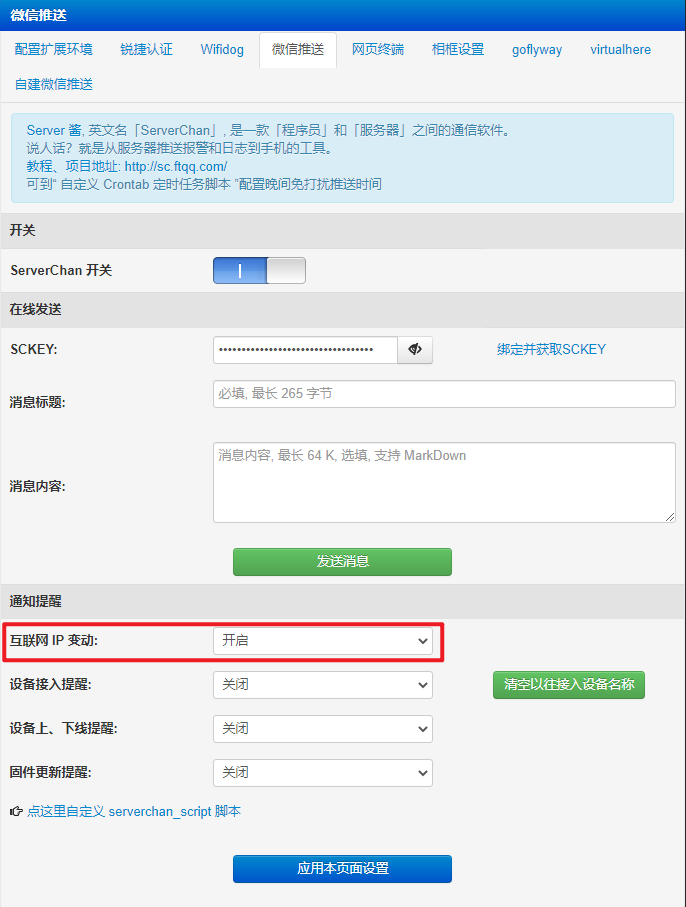 微信推送
配置扩展环境 锐捷认证 Wifidog 微信推送 网页终端 相框设置 goflyway virtualhere
自建微信推送
Server 酱, 英文名「ServerChan」, 是一款「程序员」和「服务器」之间的通信软件。
说人话？就是从服务器推送报警和日志到手机的工具。
教程、项目地址: http://sc.ftqq.com/
可到“ 自定义 Crontab 定时任务脚本 ”配置晚间免打扰推送时间
开关
ServerChan 开关
在线发送
SCKEY: •••••••••••••••••••••••••••••••••• 绑定并获取SCKEY
消息标题: 必填, 最长 265 字节
消息内容: 消息内容, 最长 64 K, 选填, 支持 MarkDown
发送消息
通知提醒
互联网 IP 变动: 开启
设备接入提醒: 关闭 清空以往接入设备名称
设备上、下线提醒: 关闭
固件更新提醒: 关闭
点这里自定义 serverchan_script 脚本
应用本页面设置